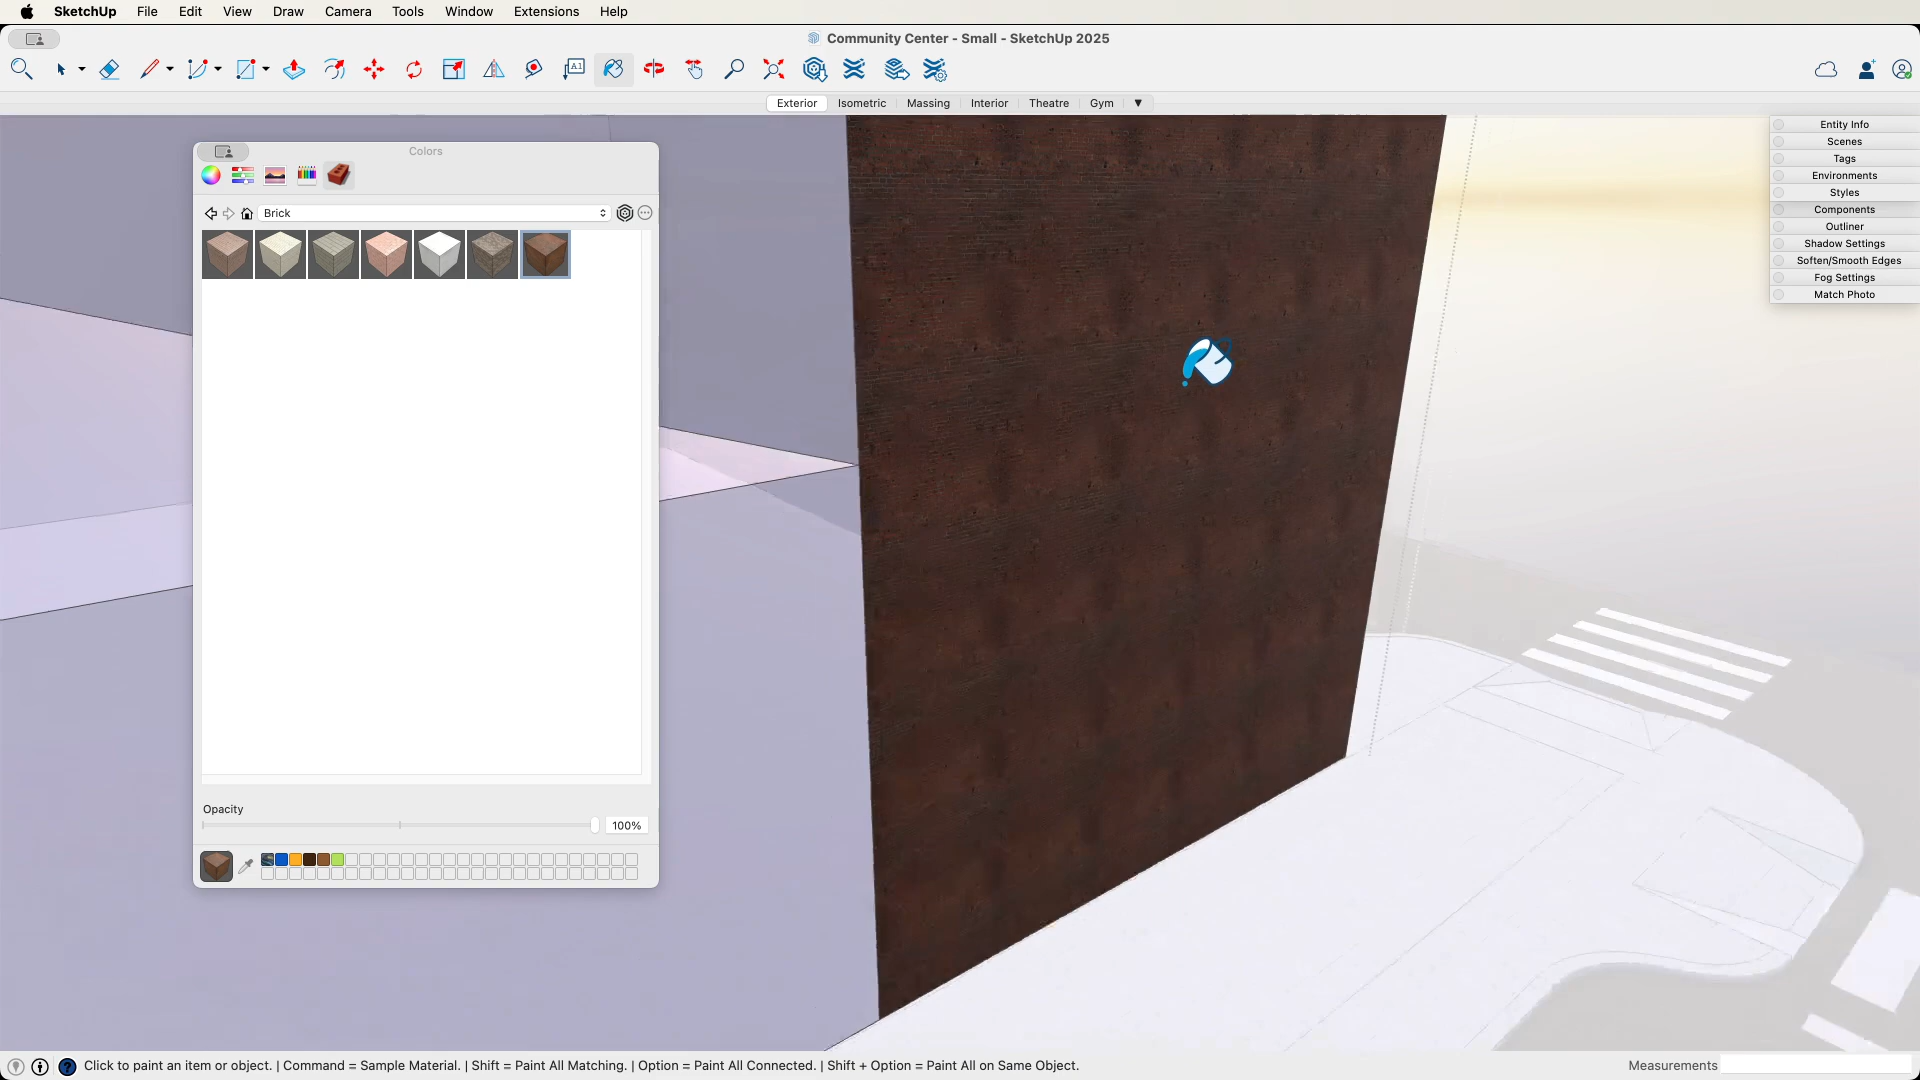 SketchUp File Edit View Draw Camera Tools Window Extensions Help
Community Center - Small - SketchUp 2025
A1
Exterior Isometric Massing Interior Theatre Gym ▼
Entity Info
Scenes
Tags
Environments
Styles
Components
Outliner
Shadow Settings
Soften/Smooth Edges
Fog Settings
Match Photo
Colors
Brick
Opacity
100%
Click to paint an item or object. | Command = Sample Material. | Shift = Paint All Matching. | Option = Paint All Connected. | Shift + Option = Paint All on Same Object.
Measurements